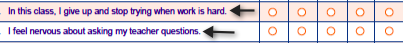 In this class, I give up and stop trying when work is hard.
I feel nervous about asking my teacher questions.